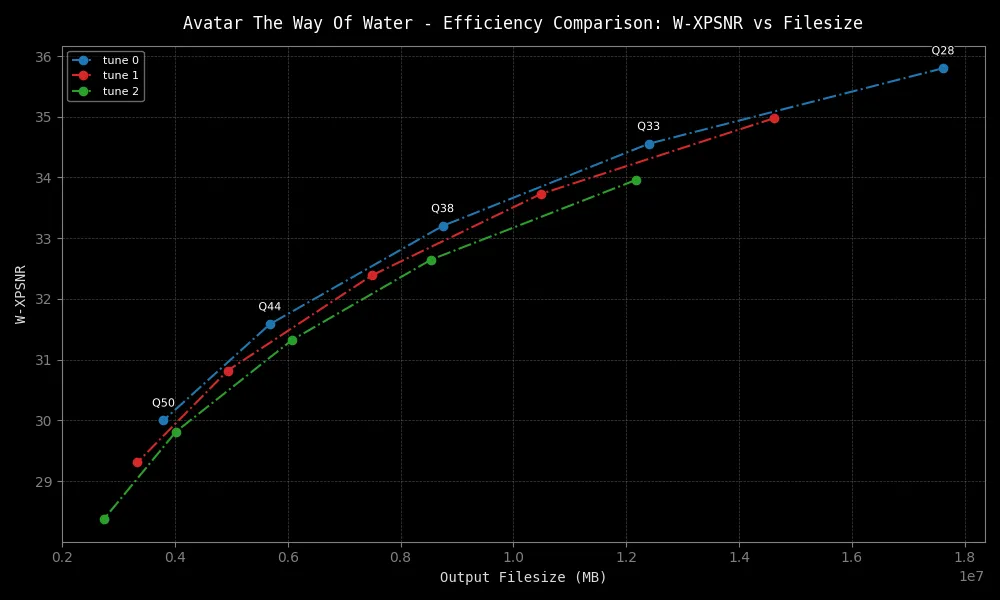 Avatar The Way Of Water - Efficiency Comparison: W-XPSNR vs Filesize
36
35
34
33
32
31
30
29
W-XPSNR
tune 0
tune 1
tune 2
Q28
Q33
Q38
Q44
Q50
0.2
0.4
0.6
0.8
1.0
1.2
1.4
1.6
1.8
1e7
Output Filesize (MB)